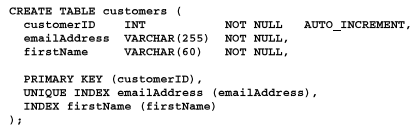 CREATE TABLE customers (
  customerID    INT           NOT NULL   AUTO_INCREMENT,
  emailAddress  VARCHAR(255)  NOT NULL,
  firstName     VARCHAR(60)   NOT NULL,

  PRIMARY KEY (customerID),
  UNIQUE INDEX emailAddress (emailAddress),
  INDEX firstName (firstName)
);